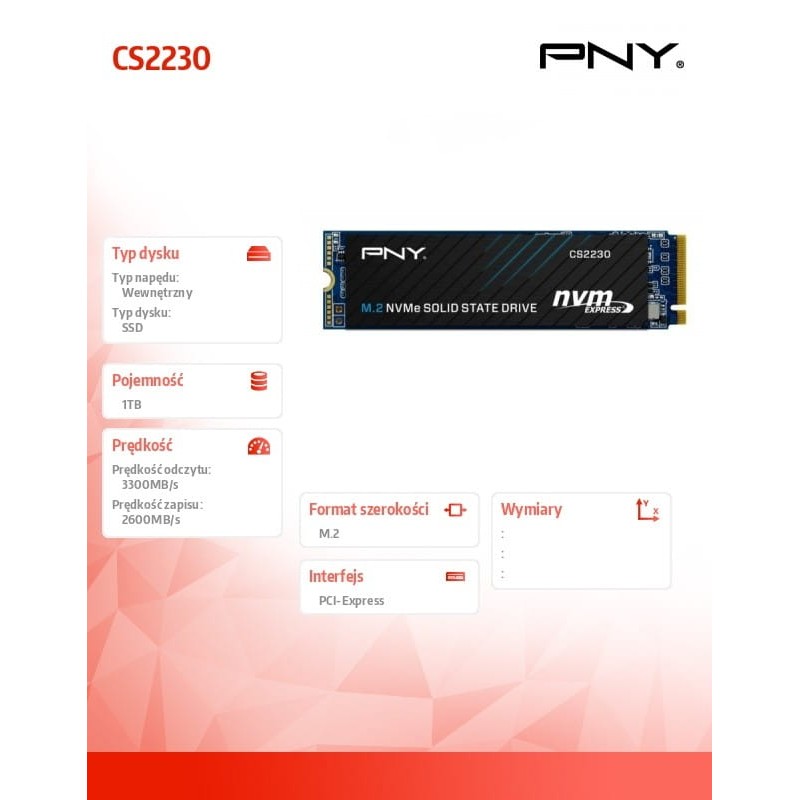 CS2230
PNY®
PNY.
CS2230
M.2 NVMe SOLID STATE DRIVE
nvm
EXPRESS
Typ dysku
Typ napędu:
Wewnętrzny
Typ dysku:
SSD
Pojemność
1TB
Prędkość
Prędkość odczytu:
3300MB/s
Prędkość zapisu:
2600MB/s
Format szerokości
M.2
Interfejs
PCI-Express
Wymiary
Y
X
:
:
: